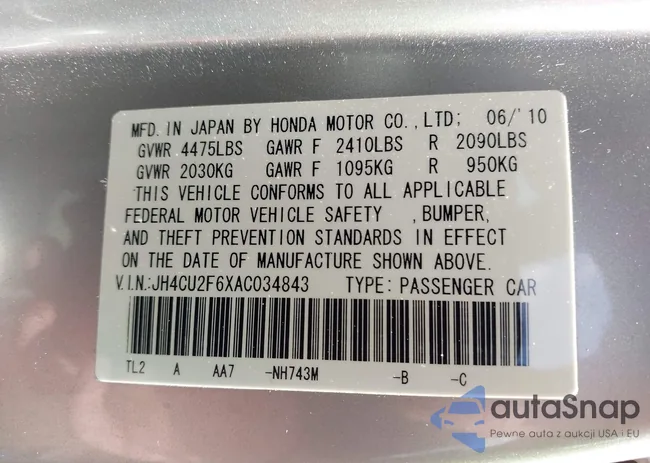 MFD. IN JAPAN BY HONDA MOTOR CO.,LTD; 06/'10
GVWR 4475LBS GAWR F 2410LBS R 2090LBS
GVWR 2030KG GAWR F 1095KG R 950KG
THIS VEHICLE CONFORMS TO ALL APPLICABLE
FEDERAL MOTOR VEHICLE SAFETY ,BUMPER,
AND THEFT PREVENTION STANDARDS IN EFFECT
ON THE DATE OF MANUFACTURE SHOWN ABOVE.
V.I.N:JH4CU2F6XAC034843 TYPE: PASSENGER CAR
TL2 A AA7 -NH743M -B -C
autaSnap
Pewne auta z aukcji USA i EU